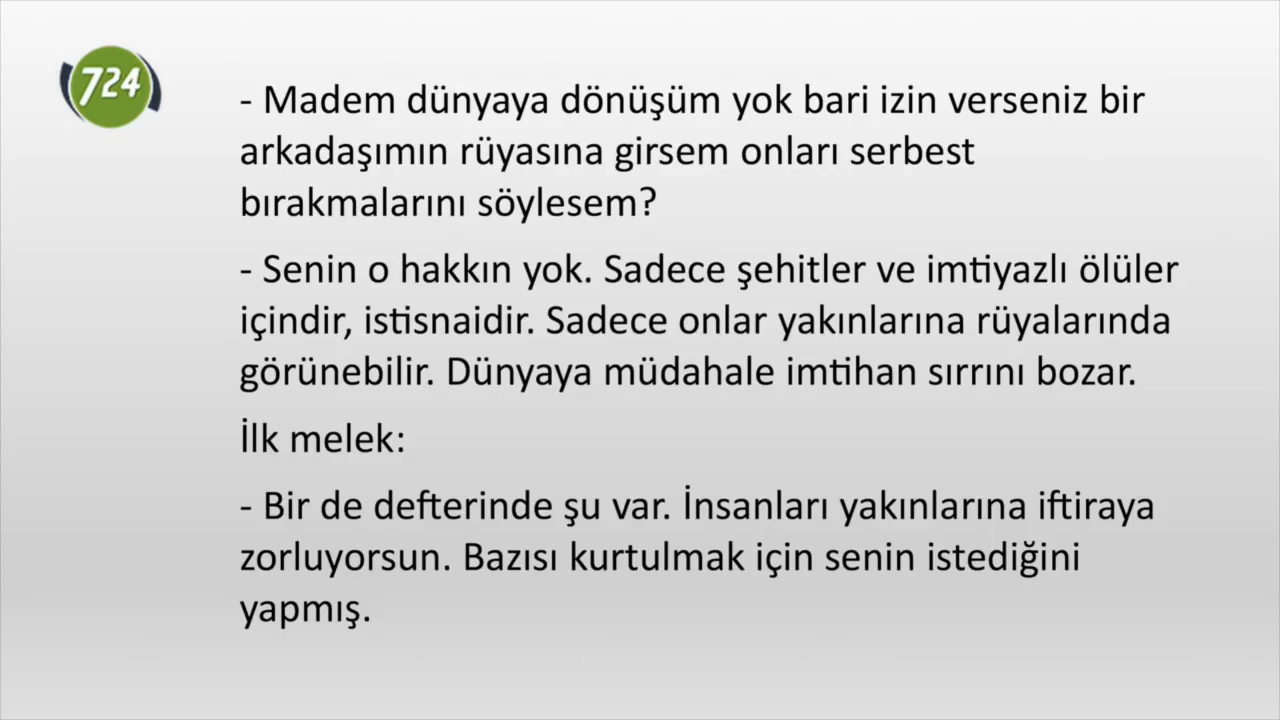 724
- Madem dünyaya dönüşüm yok bari izin verseniz bir
arkadaşımın rüyasına girsem onları serbest
bırakmalarını söylesem?
- Senin o hakkın yok. Sadece şehitler ve imtiyazlı ölüler
içindir, istisnaidir. Sadece onlar yakınlarına rüyalarında
görünebilir. Dünyaya müdahale imtihan sırrını bozar.
İlk melek:
- Bir de defterinde şu var. İnsanları yakınlarına iftiraya
zorluyorsun. Bazısı kurtulmak için senin istediğini
yapmış.